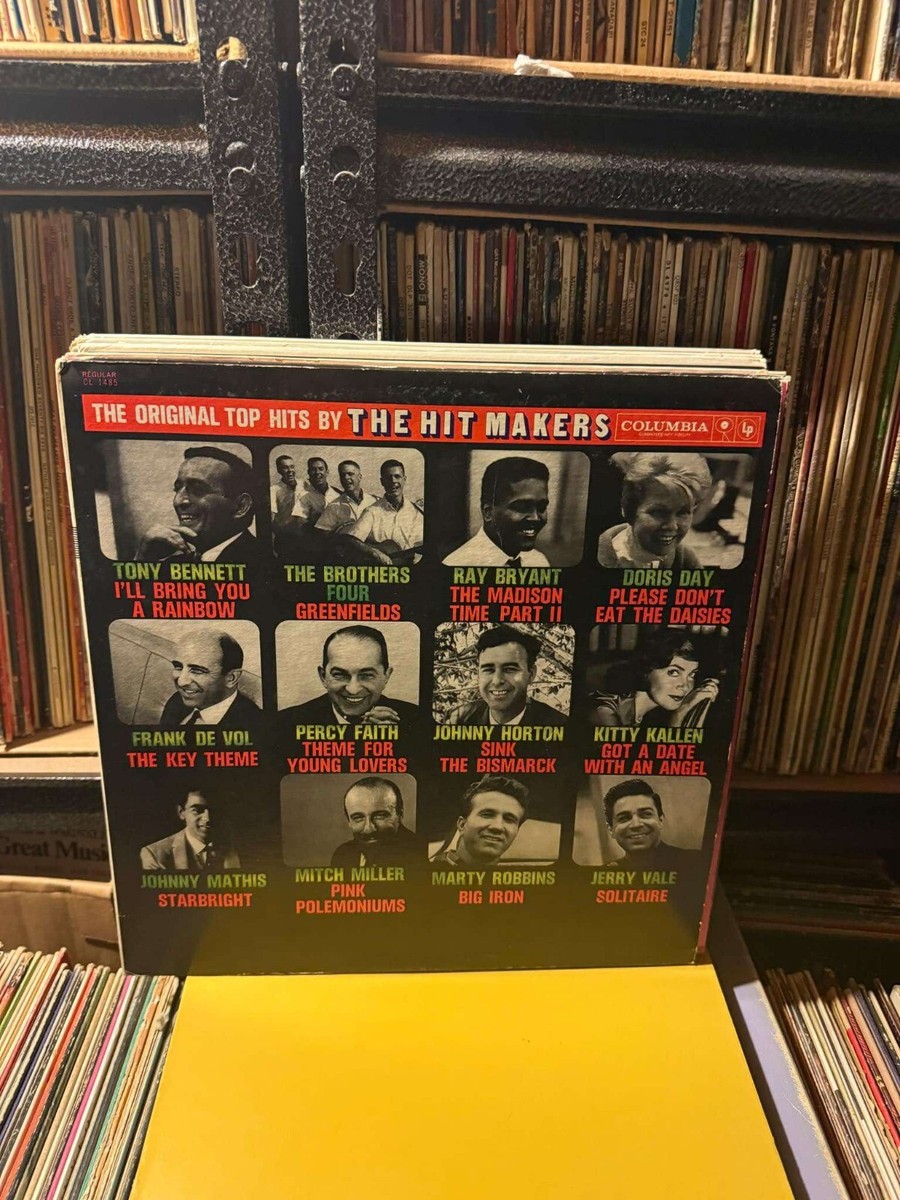 MONO
REGULAR
CL 1485
THE ORIGINAL TOP HITS BY THE HIT MAKERS COLUMBIA Lp
TONY BENNETT
I'LL BRING YOU
A RAINBOW
THE BROTHERS
FOUR
GREENFIELDS
RAY BRYANT
THE MADISON
TIME PART II
DORIS DAY
PLEASE DON'T
EAT THE DAISIES
FRANK DE VOL
THE KEY THEME
PERCY FAITH
THEME FOR
YOUNG LOVERS
JOHNNY HORTON
SINK
THE BISMARCK
KITTY KALLEN
GOT A DATE
WITH AN ANGEL
JOHNNY MATHIS
STARBRIGHT
MITCH MILLER
PINK
POLEMONIUMS
MARTY ROBBINS
BIG IRON
JERRY VALE
SOLITAIRE
Great Musi